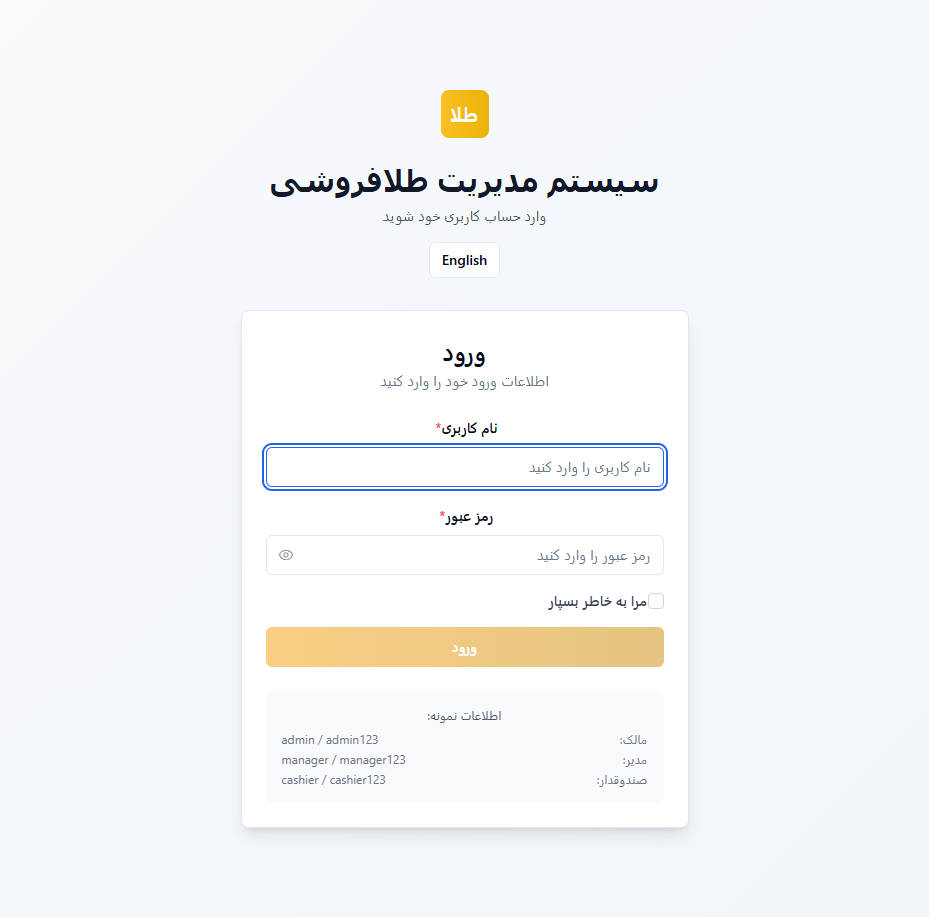 طلا
سیستم مدیریت طلافروشی
وارد حساب کاربری خود شوید
English
ورود
اطلاعات ورود خود را وارد کنید
نام کاربری*
نام کاربری را وارد کنید
رمز عبور*
رمز عبور را وارد کنید
مرا به خاطر بسپار
ورود
اطلاعات نمونه:
مالک: admin / admin123
مدیر: manager / manager123
صندوقدار: cashier / cashier123